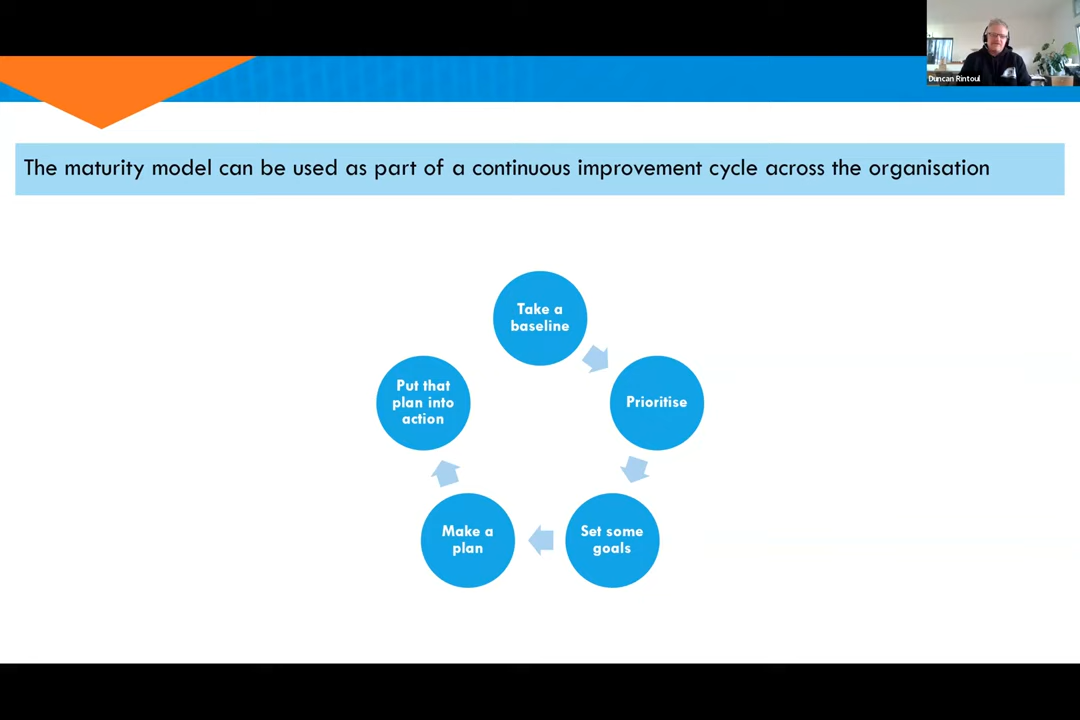 Duncan Rintoul
The maturity model can be used as part of a continuous improvement cycle across the organisation
Take a
baseline
Prioritise
Set some
goals
Make a
plan
Put that
plan into
action